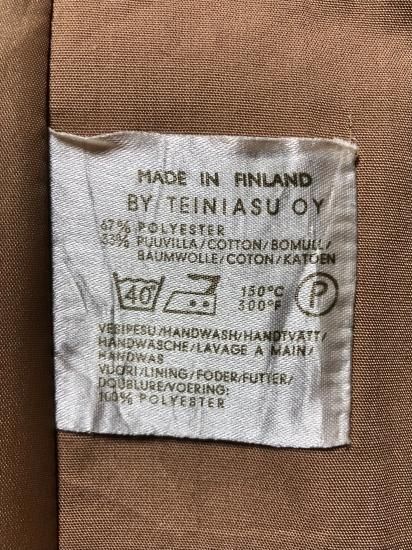 MADE IN FINLAND
BY TEINIASU OY
67% POLYESTER
33% PUUVILLA/COTTON/BOMULL/
BAUMWOLLE/COTON/KATOEN
40 150°C P
300°F
VESIPESU/HANDWASH/HANDTVÄTT/
HANDWÄSCHE/LAVAGE A MAIN/
HANDWAS
VUORI/LINING/FODER/FUTTER/
DOUBLURE/VOERING:
100% POLYESTER